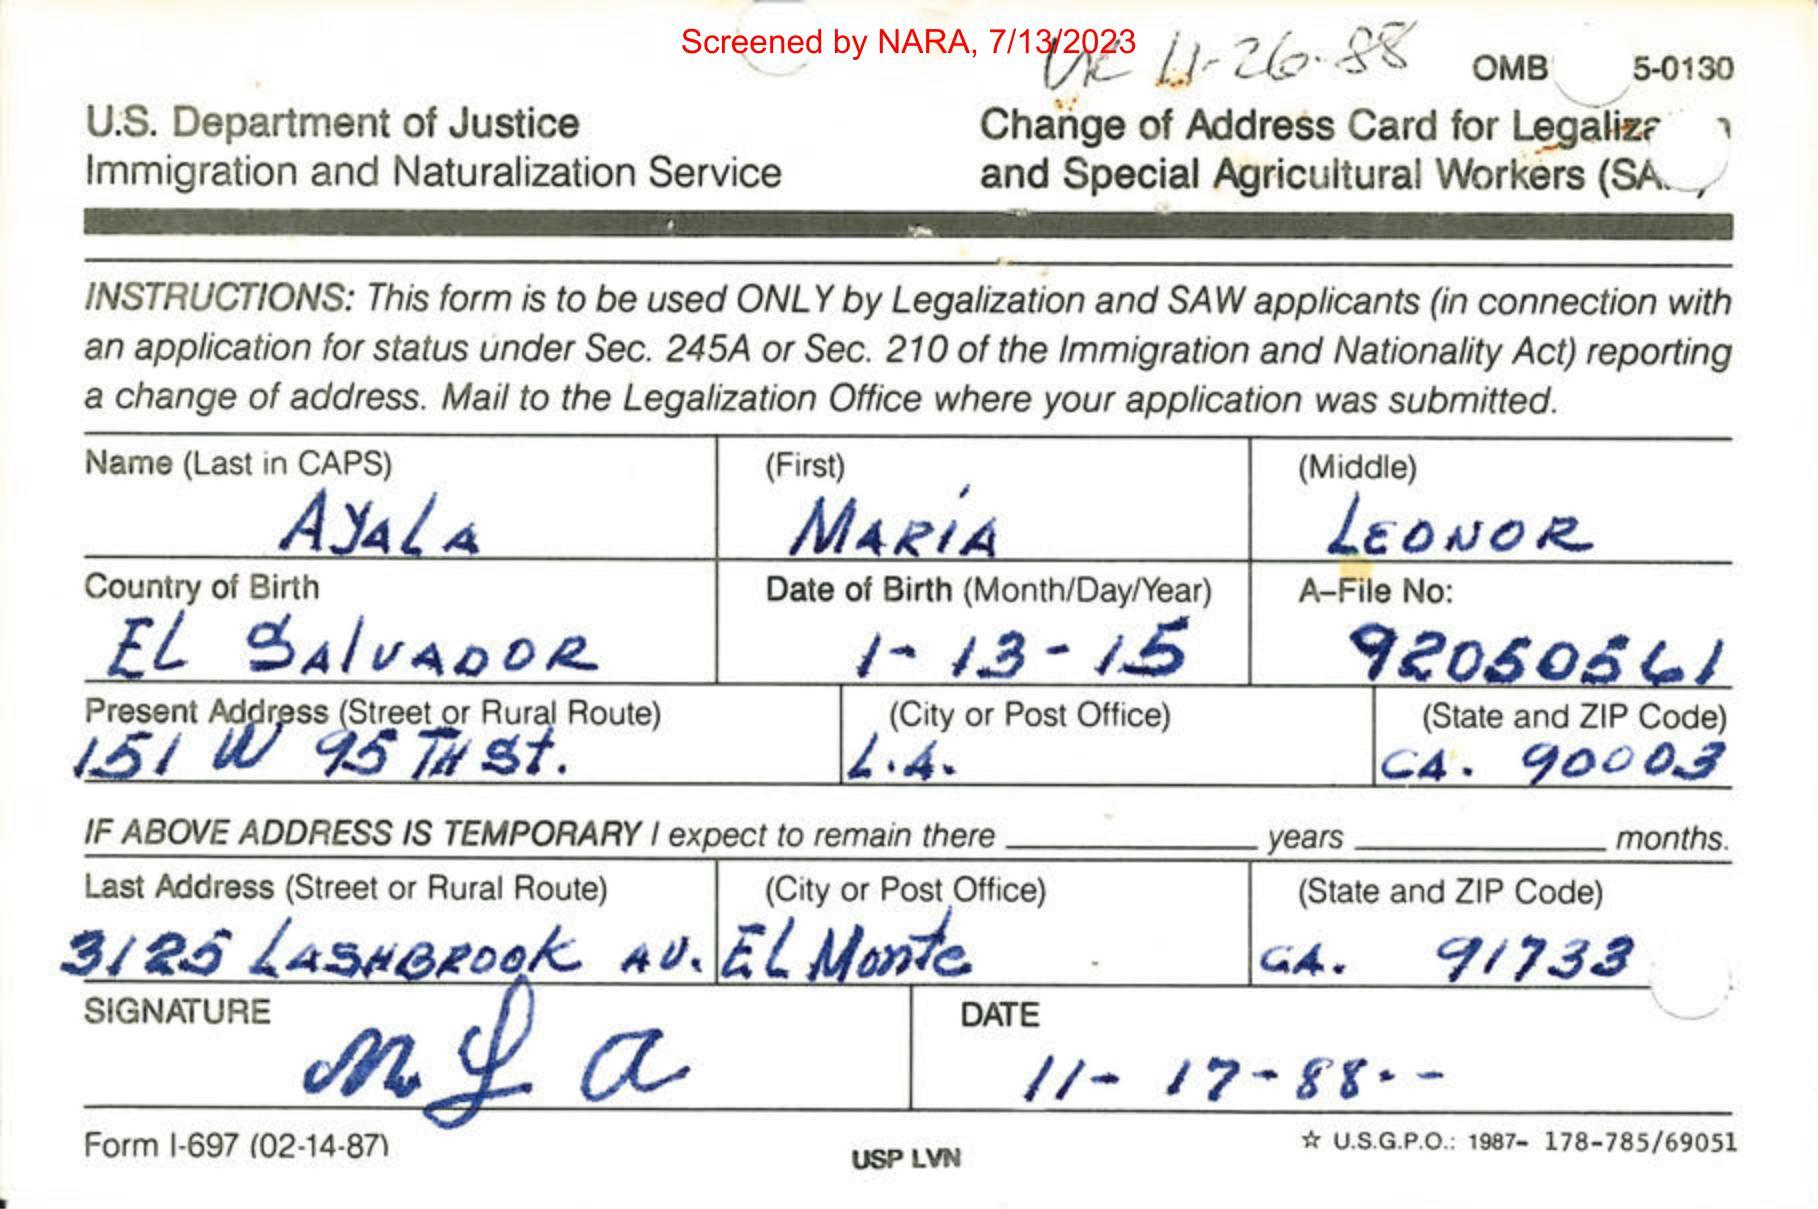 Screened by NARA, 7/13/2023
11-26-88
OMB 5-0130
U.S. Department of Justice
Immigration and Naturalization Service
Change of Address Card for Legaliza
and Special Agricultural Workers (SA
INSTRUCTIONS: This form is to be used ONLY by Legalization and SAW applicants (in connection with
an application for status under Sec. 245A or Sec. 210 of the Immigration and Nationality Act) reporting
a change of address. Mail to the Legalization Office where your application was submitted.
Name (Last in CAPS) (First) (Middle)
AYALA MARÍA LEONOR
Country of Birth Date of Birth (Month/Day/Year) A–File No:
EL SALVADOR 1-13-15 92050561
Present Address (Street or Rural Route) (City or Post Office) (State and ZIP Code)
151 W 95 TH St. L.A. CA. 90003
IF ABOVE ADDRESS IS TEMPORARY I expect to remain there years months.
Last Address (Street or Rural Route) (City or Post Office) (State and ZIP Code)
3125 LASHBROOK AV. EL Monte CA. 91733
SIGNATURE DATE
M L A 11-17-88--
Form I-697 (02-14-87)
USP LVN
☆ U.S.G.P.O.: 1987- 178-785/69051